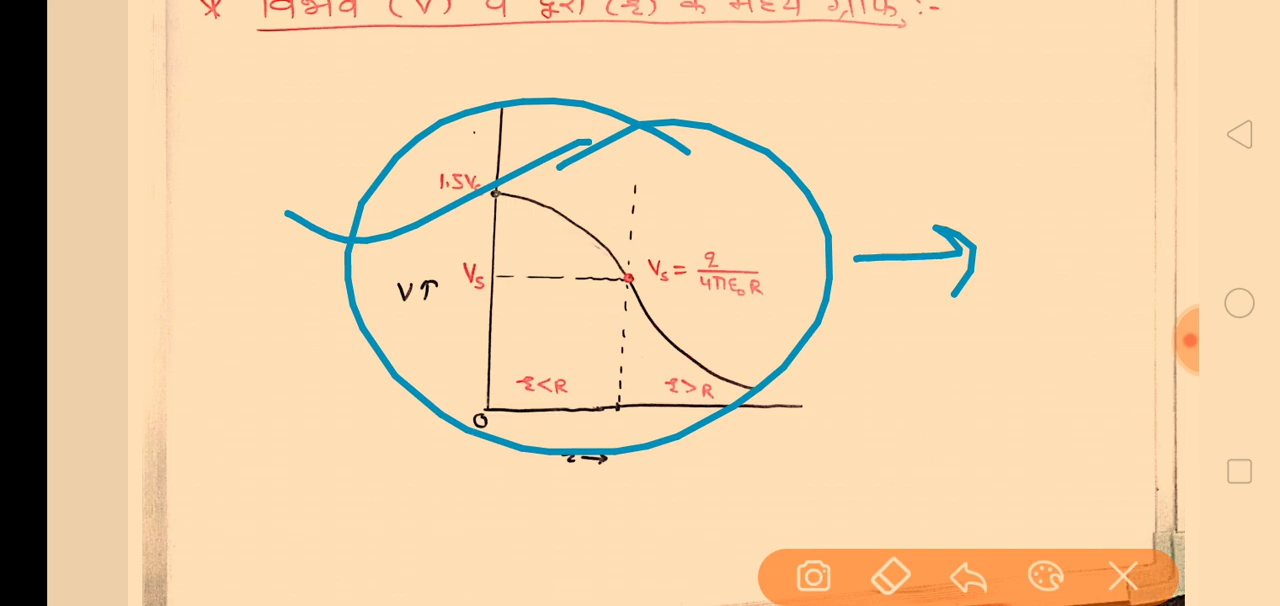 * विभव (V) व दूरी (r) के मध्य ग्राफ :-
1.5Vs
Vs
Vs = q / 4πε₀R
V↑
r<R
r>R
O
r→